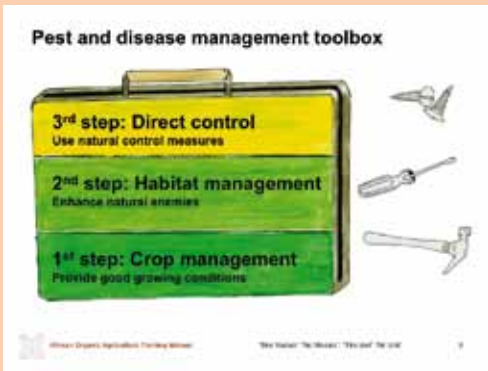 Pest and disease management toolbox
3rd step: Direct control
Use natural control measures
2nd step: Habitat management
Enhance natural enemies
1st step: Crop management
Provide good growing conditions
African Organic Agriculture Training Manual